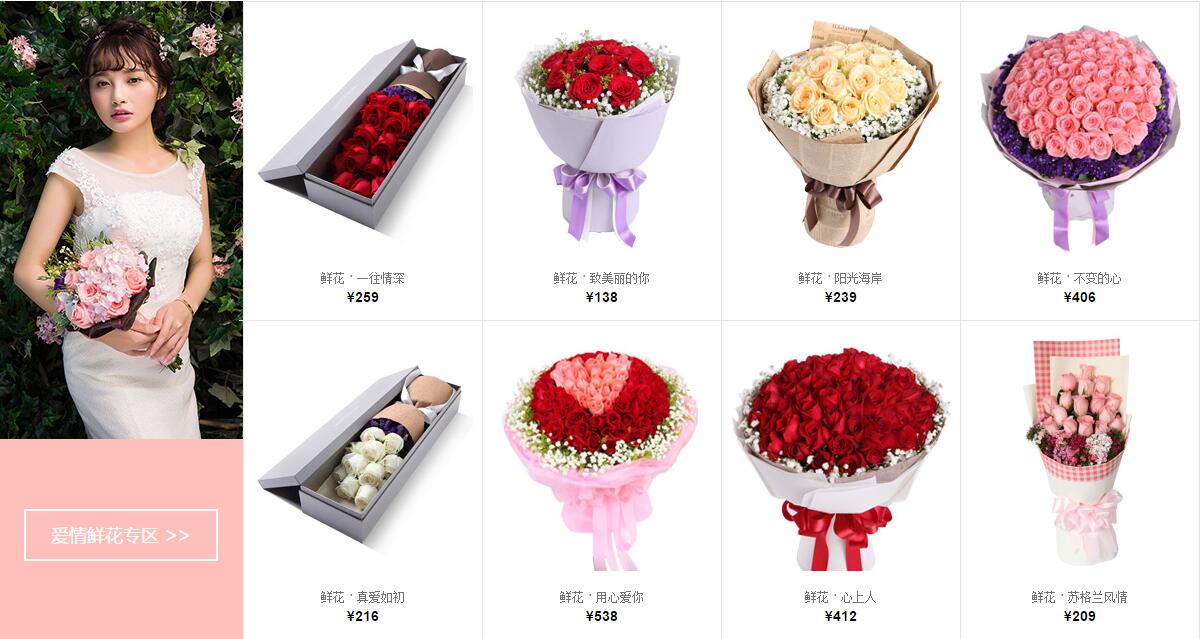 鲜花·一往情深
¥259
鲜花·致美丽的你
¥138
鲜花·阳光海岸
¥239
鲜花·不变的心
¥406
爱情鲜花专区 >>
鲜花·真爱如初
¥216
鲜花·用心爱你
¥538
鲜花·心上人
¥412
鲜花·苏格兰风情
¥209